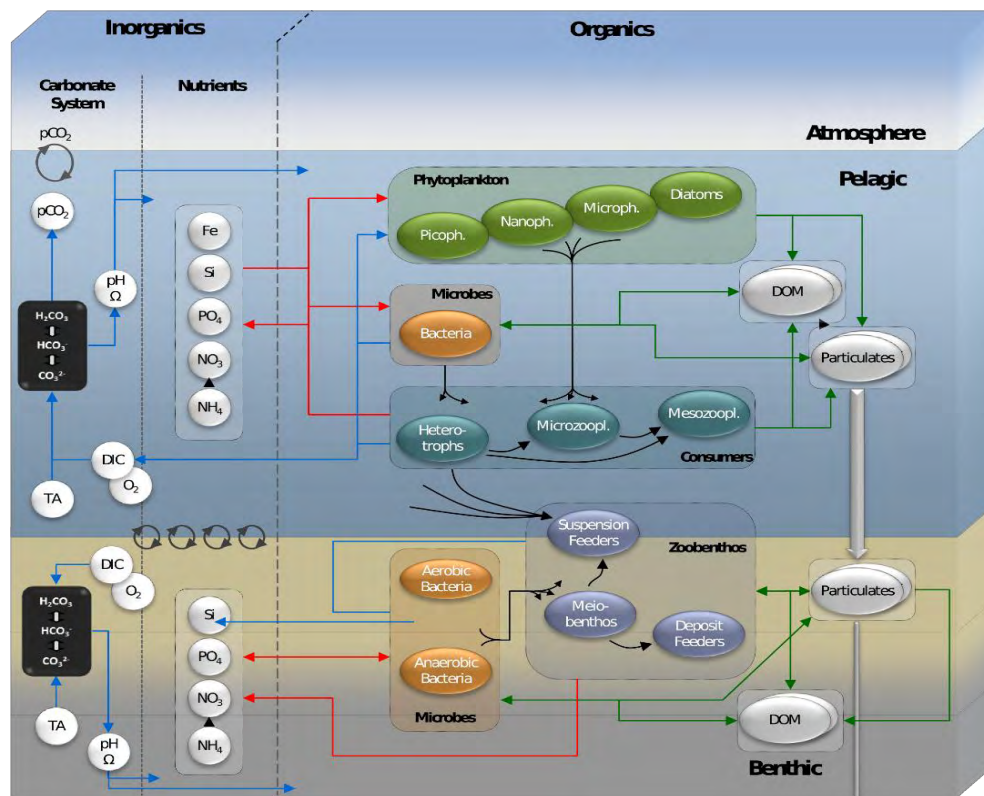 Inorganics
Organics
Carbonate
System
Nutrients
pCO₂
Atmosphere
Pelagic
pCO₂
pH
Ω
H₂CO₃
HCO₃⁻
CO₃²⁻
TA
DIC
O₂
Fe
Si
PO₄
NO₃
NH₄
Phytoplankton
Picoph.
Nanoph.
Microph.
Diatoms
Microbes
Bacteria
DOM
Particulates
Hetero-
trophs
Microzoopl.
Mesozoopl.
Consumers
DIC
O₂
H₂CO₃
HCO₃⁻
CO₃²⁻
TA
pH
Ω
Si
PO₄
NO₃
NH₄
Aerobic
Bacteria
Anaerobic
Bacteria
Microbes
Suspension
Feeders
Zoobenthos
Meio-
benthos
Deposit
Feeders
Particulates
DOM
Benthic